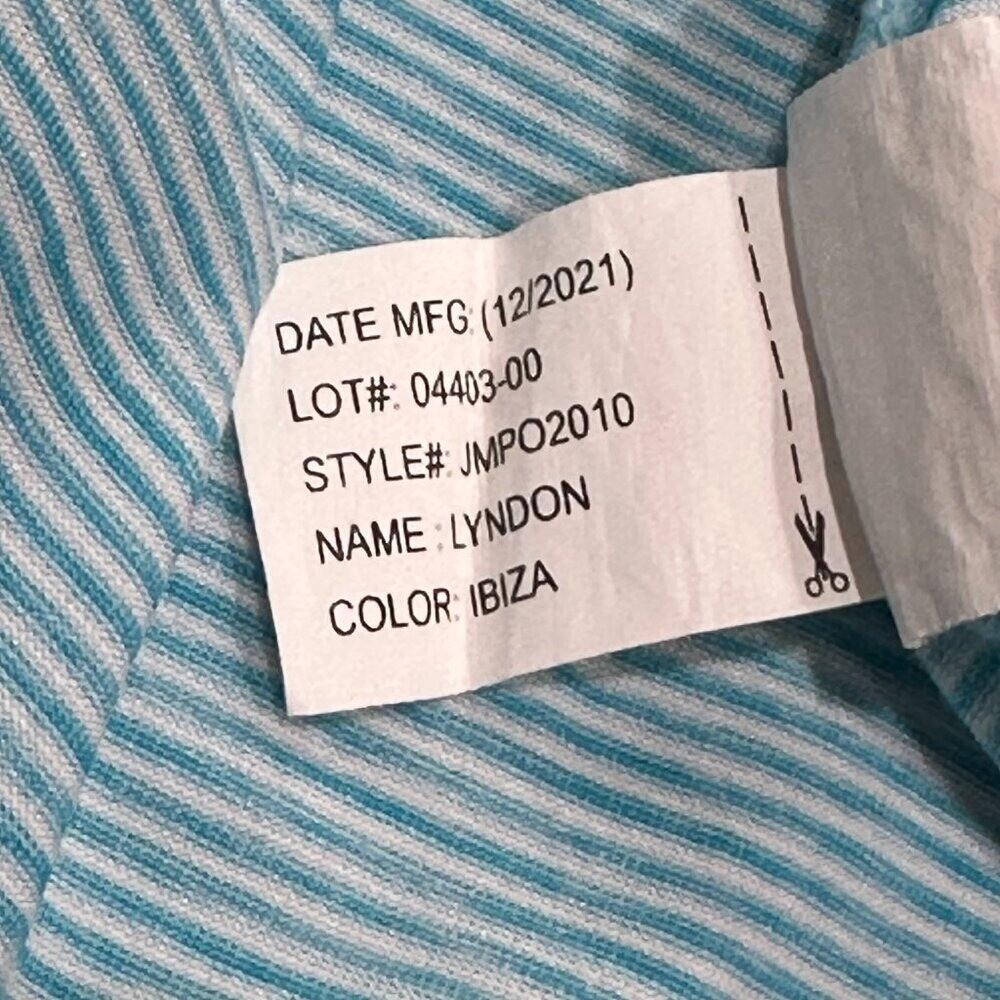 DATE MFG: (12/2021)
LOT#: 04403-00
STYLE#: JMPO2010
NAME : LYNDON
COLOR: IBIZA